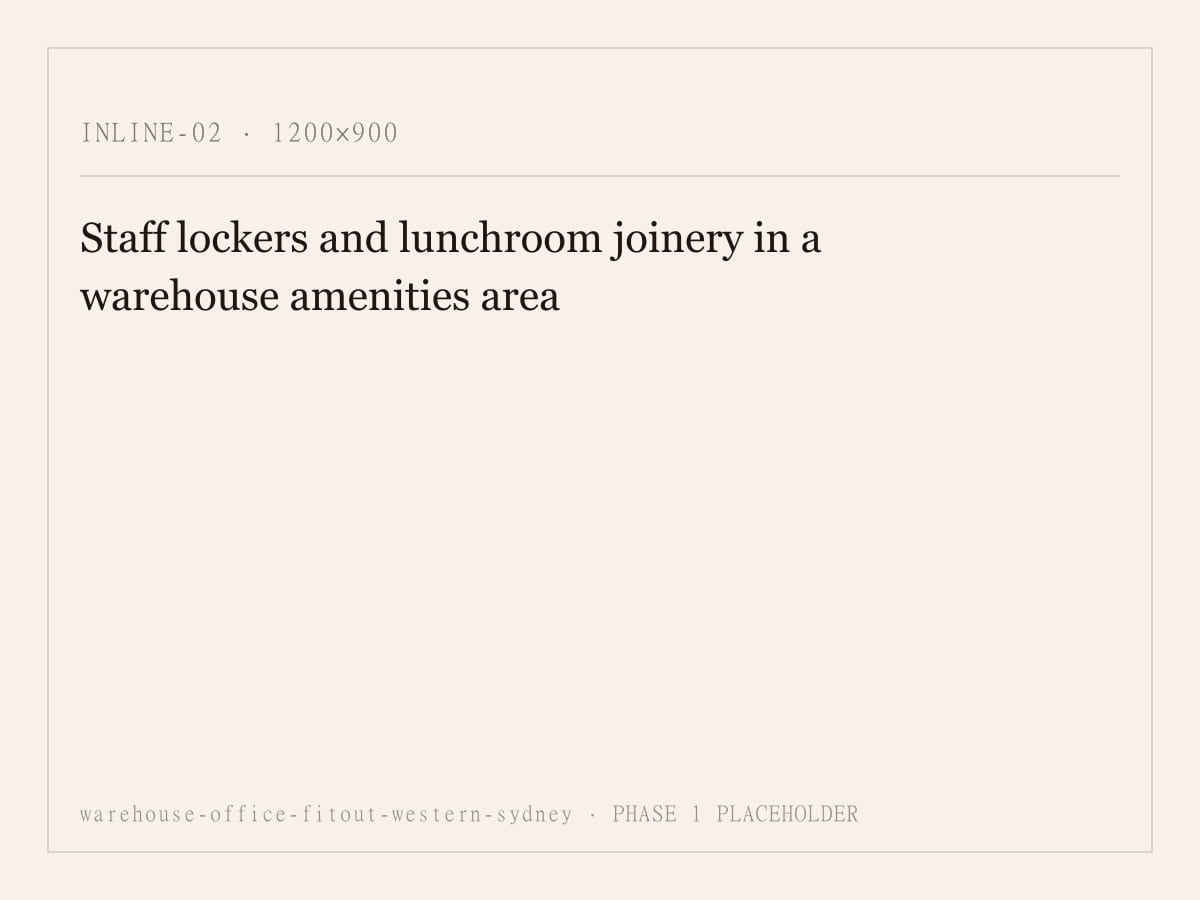 INLINE-02 · 1200×900
Staff lockers and lunchroom joinery in a
warehouse amenities area
warehouse-office-fitout-western-sydney · PHASE 1 PLACEHOLDER